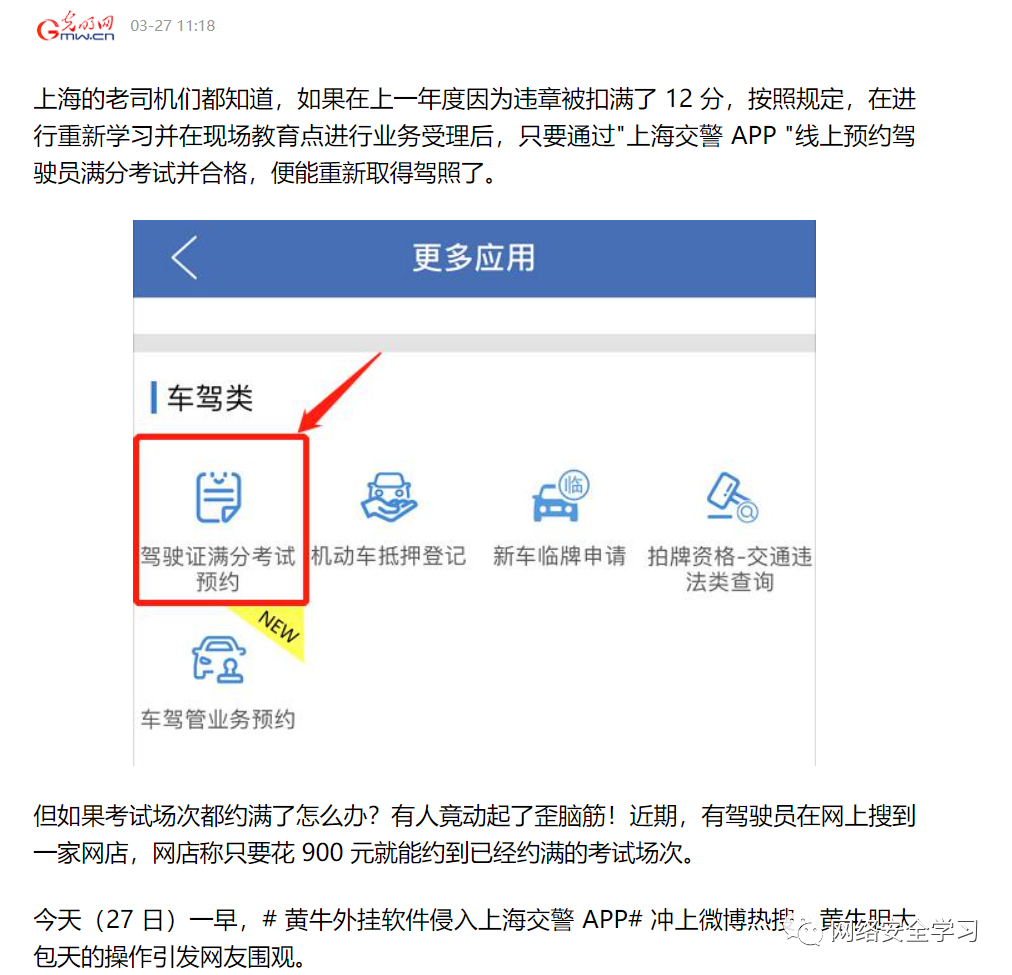 光明网 03-27 11:18
GMW.CN
上海的老司机们都知道，如果在上一年度因为违章被扣满了 12 分，按照规定，在进
行重新学习并在现场教育点进行业务受理后，只要通过"上海交警 APP "线上预约驾
驶员满分考试并合格，便能重新取得驾照了。
更多应用
车驾类
临
驾驶证满分考试
预约
机动车抵押登记
新车临牌申请
拍牌资格-交通违
法类查询
NEW
车驾管业务预约
但如果考试场次都约满了怎么办？有人竟动起了歪脑筋！近期，有驾驶员在网上搜到
一家网店，网店称只要花 900 元就能约到已经约满的考试场次。
今天（27 日）一早，# 黄牛外挂软件侵入上海交警 APP# 冲上微博热搜，黄牛胆大
包天的操作引发网友围观。
网络安全学习